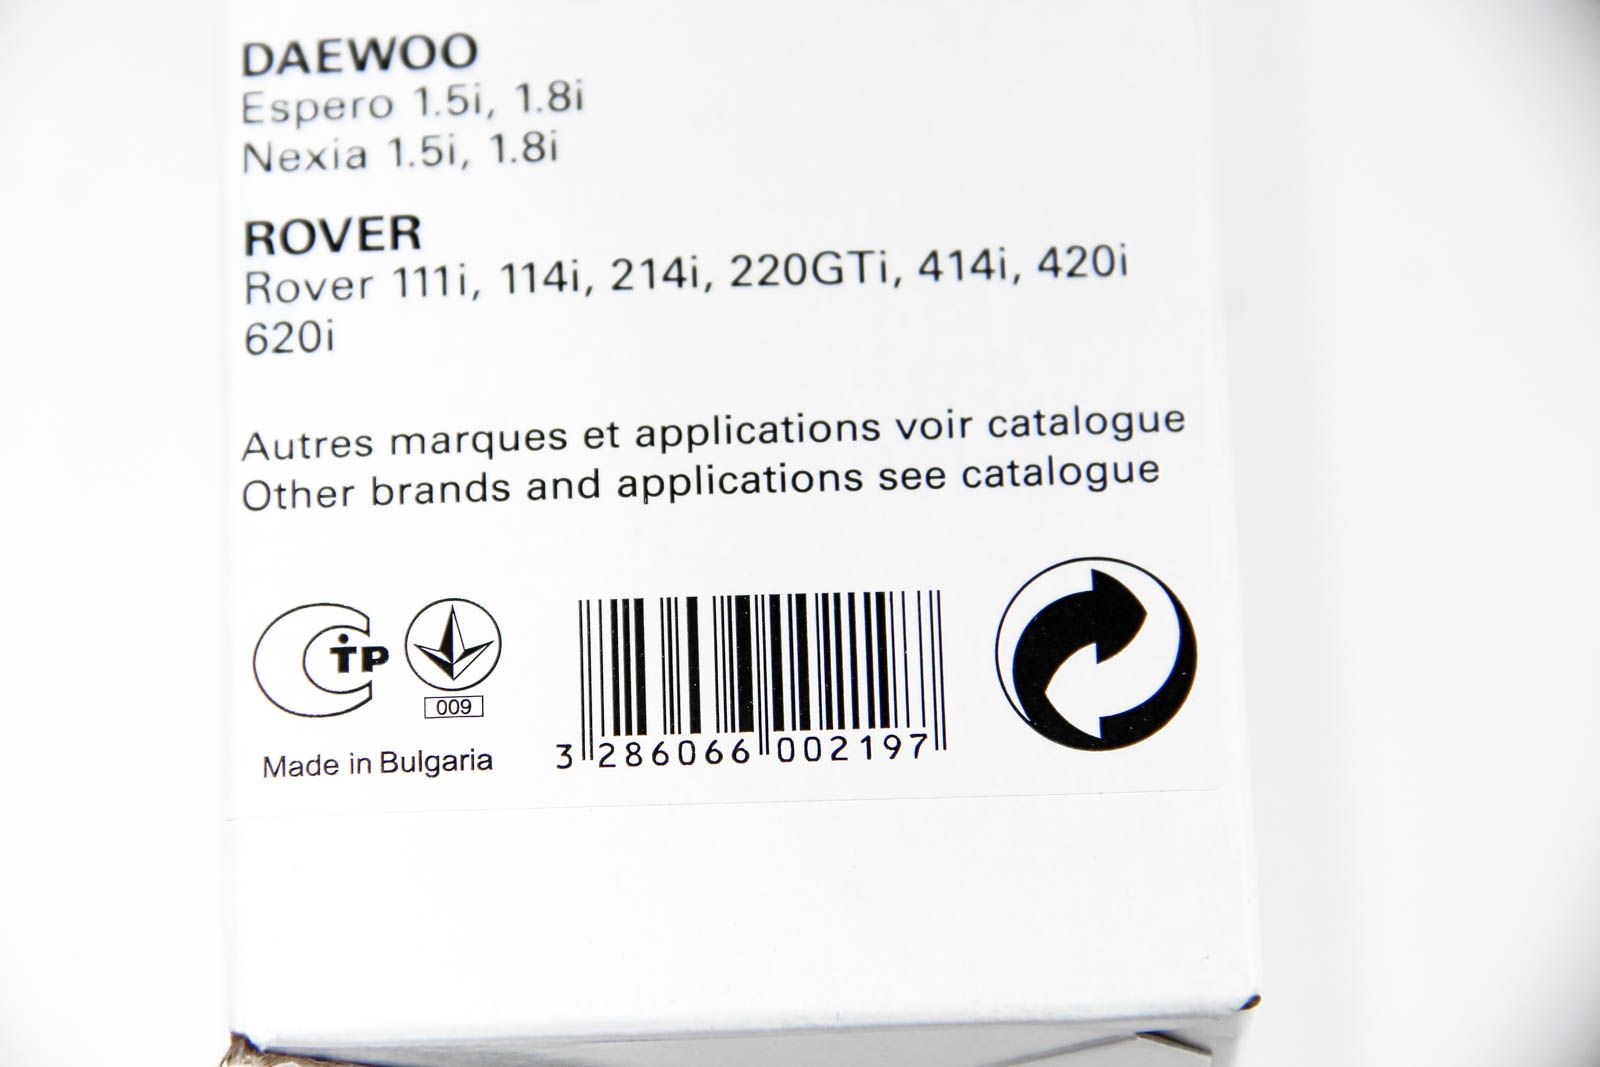 DAEWOO
Espero 1.5i, 1.8i
Nexia 1.5i, 1.8i
ROVER
Rover 111i, 114i, 214i, 220GTi, 414i, 420i
620i
Autres marques et applications voir catalogue
Other brands and applications see catalogue
TP
009
Made in Bulgaria
3 286066 002197